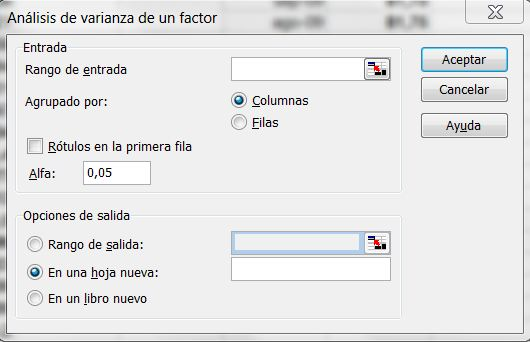 Análisis de varianza de un factor
Entrada
Rango de entrada
Agrupado por:
Columnas
Filas
Rótulos en la primera fila
Alfa:
0,05
Aceptar
Cancelar
Ayuda
Opciones de salida
Rango de salida:
En una hoja nueva:
En un libro nuevo